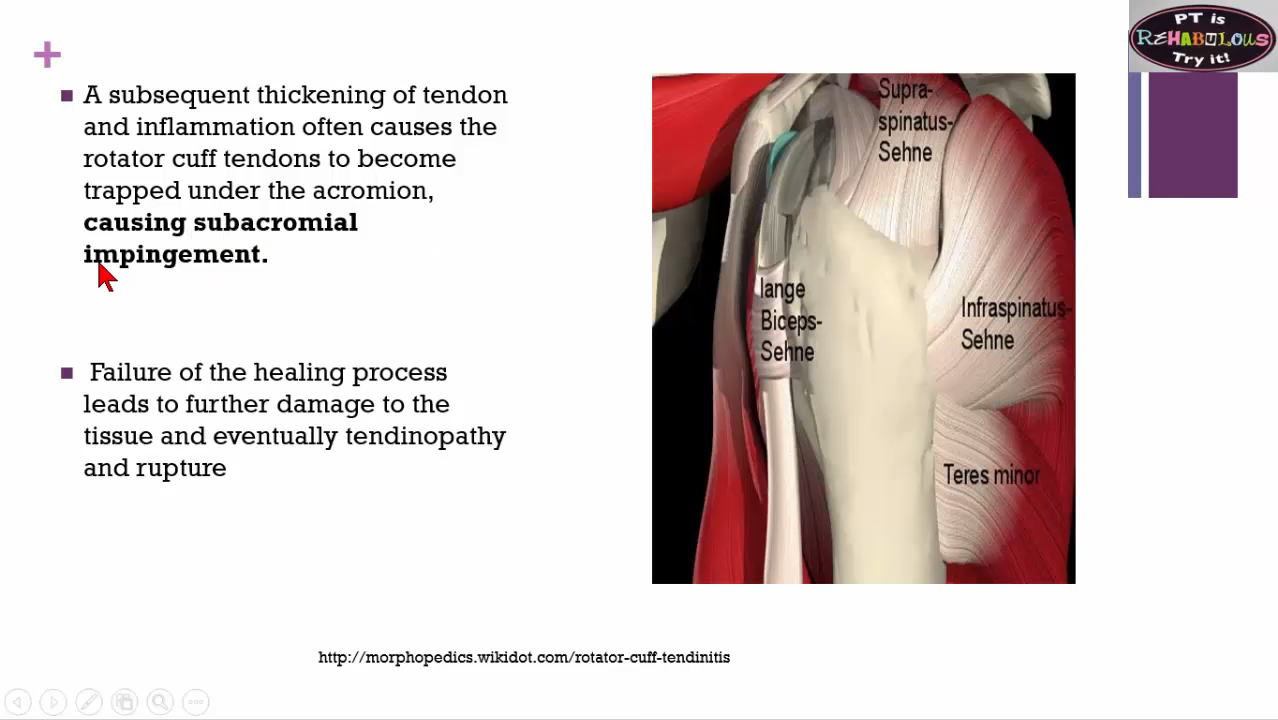 PT is
REHABULOUS
Try it!
A subsequent thickening of tendon
and inflammation often causes the
rotator cuff tendons to become
trapped under the acromion,
causing subacromial
impingement.
Failure of the healing process
leads to further damage to the
tissue and eventually tendinopathy
and rupture
Supra-
spinatus-
Sehne
lange
Biceps-
Sehne
Infraspinatus-
Sehne
Teres minor
http://morphopedics.wikidot.com/rotator-cuff-tendinitis